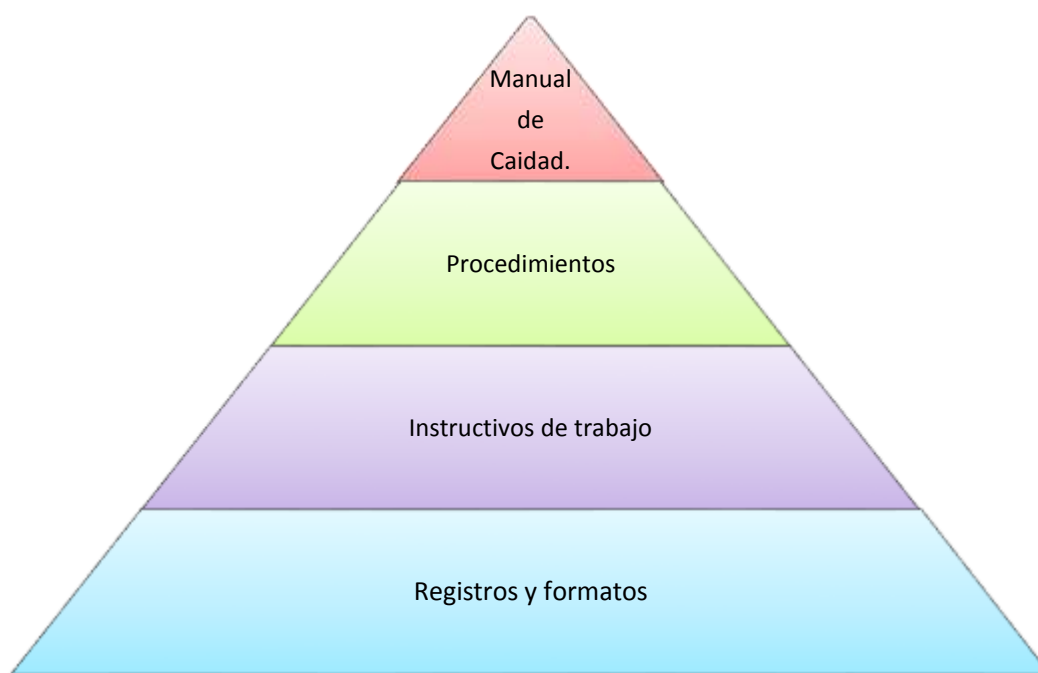 Manual
de
Caidad.
Procedimientos
Instructivos de trabajo
Registros y formatos